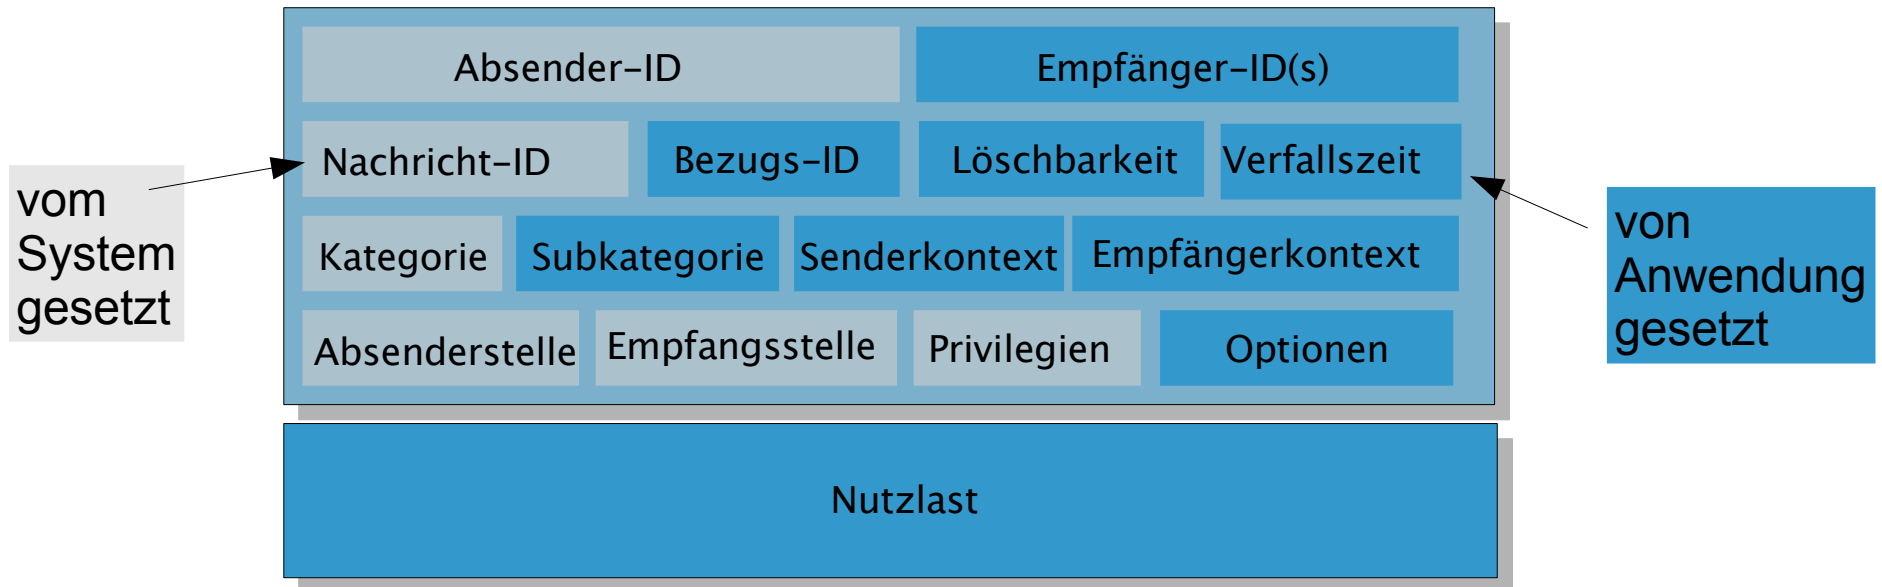 Absender–ID
Empfänger–ID(s)
Nachricht–ID
Bezugs–ID
Löschbarkeit
Verfallszeit
vom
System
gesetzt
von
Anwendung
gesetzt
Kategorie
Subkategorie
Senderkontext
Empfängerkontext
Absenderstelle
Empfangsstelle
Privilegien
Optionen
Nutzlast